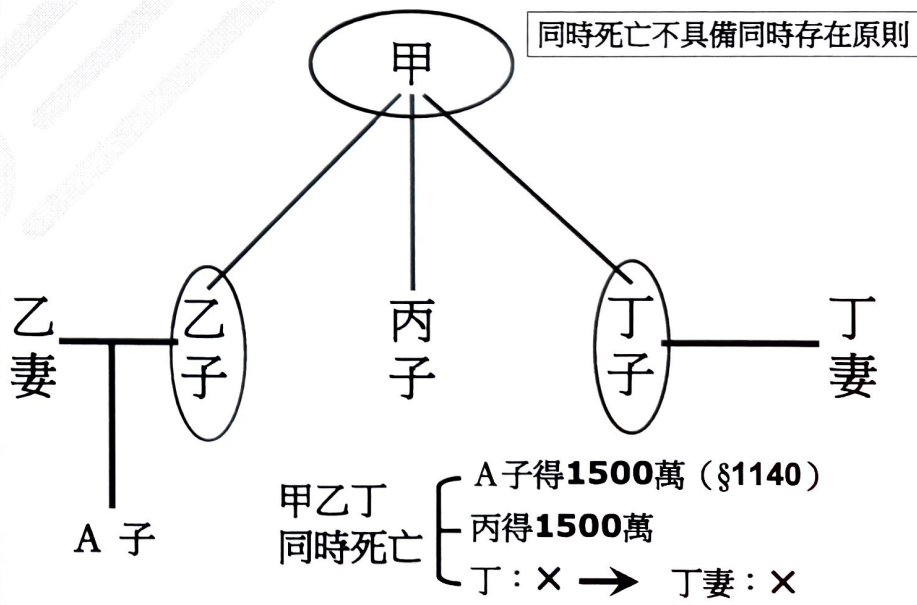 同時死亡不具備同時存在原則
甲
乙妻
乙子
丙子
丁子
丁妻
A 子
甲乙丁
同時死亡
A子得1500萬（§1140）
丙得1500萬
丁：× → 丁妻：×